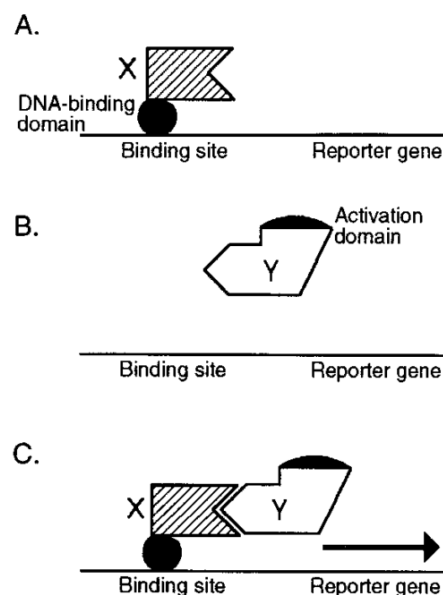 A.
X
DNA-binding
domain
Binding site Reporter gene
B.
Activation
domain
Y
Binding site Reporter gene
C.
X
Y
Binding site Reporter gene